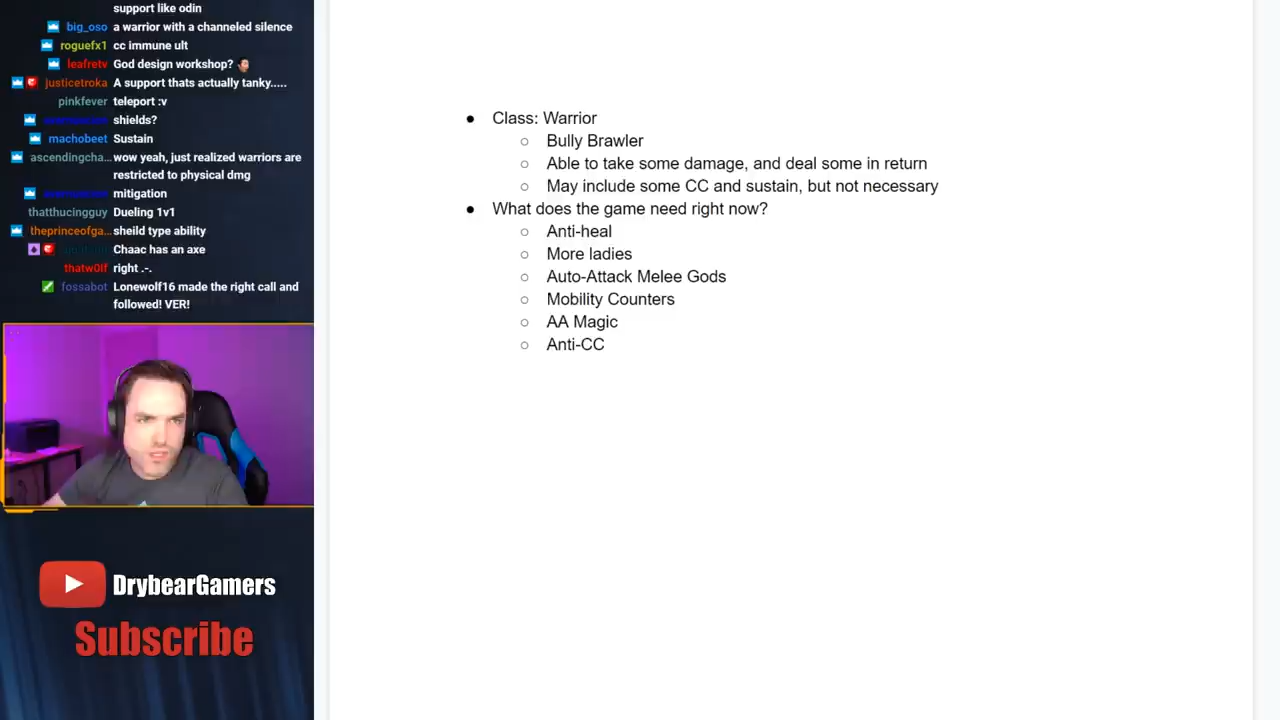 support like odin
big_oso a warrior with a channeled silence
roguefx1 cc immune ult
leafretv God design workshop?
justicetroka A support thats actually tanky.....
pinkfever teleport :v
shields?
machobeet Sustain
ascendingcha... wow yeah, just realized warriors are
restricted to physical dmg
mitigation
thatthucingguy Dueling 1v1
theprinceofga... sheild type ability
Chaac has an axe
thatw0lf right .-.
fossabot Lonewolf16 made the right call and
followed! VER!
DrybearGamers
Subscribe
● Class: Warrior
○ Bully Brawler
○ Able to take some damage, and deal some in return
○ May include some CC and sustain, but not necessary
● What does the game need right now?
○ Anti-heal
○ More ladies
○ Auto-Attack Melee Gods
○ Mobility Counters
○ AA Magic
○ Anti-CC